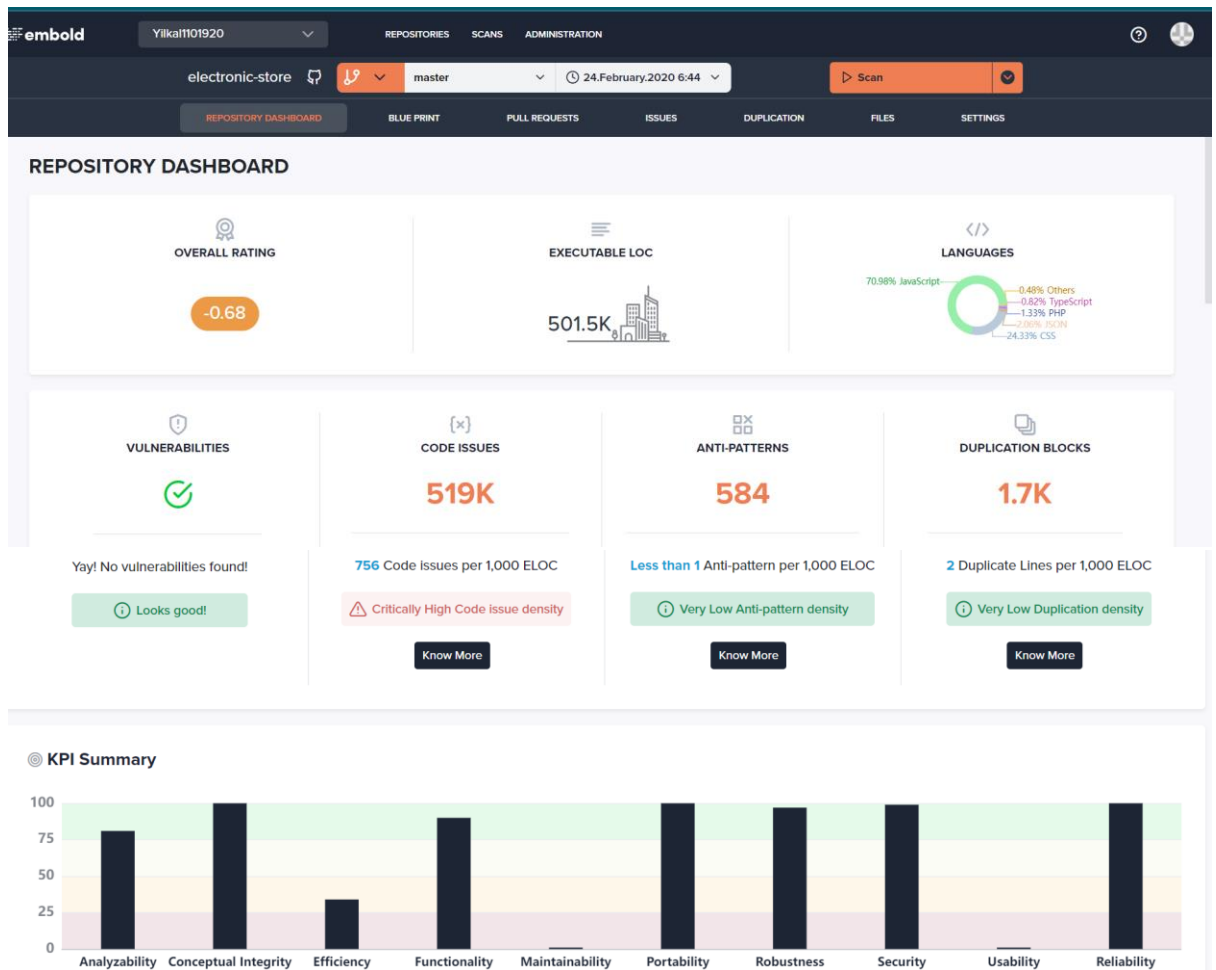 embold Yilkal1101920 REPOSITORIES SCANS ADMINISTRATION
electronic-store master 24.February.2020 6:44 Scan
REPOSITORY DASHBOARD BLUE PRINT PULL REQUESTS ISSUES DUPLICATION FILES SETTINGS
REPOSITORY DASHBOARD
OVERALL RATING
-0.68
EXECUTABLE LOC
501.5K
LANGUAGES
70.98% JavaScript
0.48% Others
0.82% TypeScript
1.33% PHP
2.06% JSON
24.33% CSS
VULNERABILITIES
Yay! No vulnerabilities found!
Looks good!
CODE ISSUES
519K
756 Code issues per 1,000 ELOC
Critically High Code issue density
Know More
ANTI-PATTERNS
584
Less than 1 Anti-pattern per 1,000 ELOC
Very Low Anti-pattern density
Know More
DUPLICATION BLOCKS
1.7K
2 Duplicate Lines per 1,000 ELOC
Very Low Duplication density
Know More
KPI Summary
100
75
50
25
0
Analyzability Conceptual Integrity Efficiency Functionality Maintainability Portability Robustness Security Usability Reliability